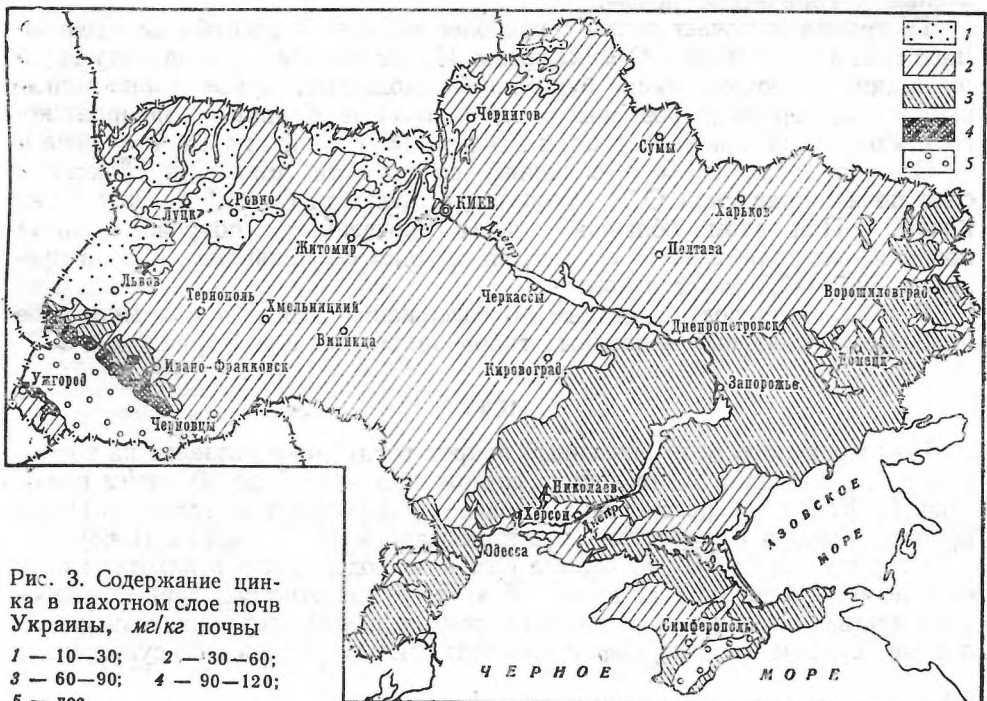 1
2
3
4
5
Чернигов
Сумы
Луцк
Ровно
КИЕВ
Харьков
Житомир
Днепр
Полтава
Львов
Тернополь
Хмельницкий
Черкассы
Ворошиловград
Винница
Днепропетровск
Ивано-Франковск
Кировоград
Донецк
Ужгород
Запорожье
Черновцы
Николаев
Херсон
Днепр
Одесса
АЗОВСКОЕ
МОРЕ
Симферополь
ЧЕРНОЕ МОРЕ
Рис. 3. Содержание цин-
ка в пахотном слое почв
Украины, мг/кг почвы
1 — 10—30; 2 — 30—60;
3 — 60—90; 4 — 90—120;
5 —